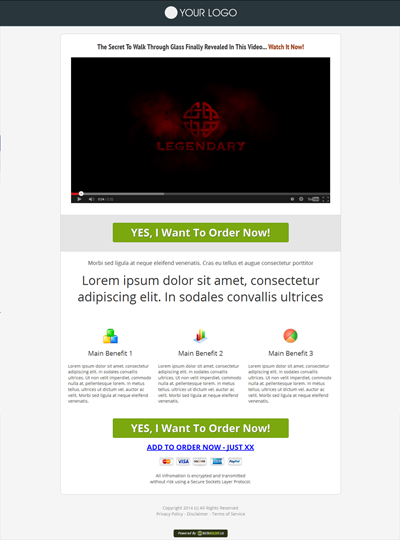 YOUR LOGO
The Secret To Walk Through Glass Finally Revealed In This Video... Watch It Now!
LEGENDARY
YouTube
YES, I Want To Order Now!
Morbi sed ligula at neque eleifend venenatis. Cras eu tellus et augue consectetur porttitor
Lorem ipsum dolor sit amet, consectetur
adipiscing elit. In sodales convallis ultrices
Main Benefit 1
Lorem ipsum dolor sit amet, consectetur
adipiscing elit. In sodales convallis
ultrices. Nulla velit imperdiet, commodo
nulla at, pellentesque lorem. In metus
tellus, ultrices ut dictum vel, auctor ac
velit. Morbi sed ligula at neque eleifend
venenatis.
Main Benefit 2
Lorem ipsum dolor sit amet, consectetur
adipiscing elit. In sodales convallis
ultrices. Nulla velit imperdiet, commodo
nulla at, pellentesque lorem. In metus
tellus, ultrices ut dictum vel, auctor ac
velit. Morbi sed ligula at neque eleifend
venenatis.
Main Benefit 3
Lorem ipsum dolor sit amet, consectetur
adipiscing elit. In sodales convallis
ultrices. Nulla velit imperdiet, commodo
nulla at, pellentesque lorem. In metus
tellus, ultrices ut dictum vel, auctor ac
velit. Morbi sed ligula at neque eleifend
venenatis.
YES, I Want To Order Now!
ADD TO ORDER NOW - JUST XX
VISA
PayPal
All information is encrypted and transmitted
without risk using a Secure Sockets Layer Protocol.
Copyright 2014 (c) All Rights Reserved
Privacy Policy - Disclaimer - Terms of Service
Powered By